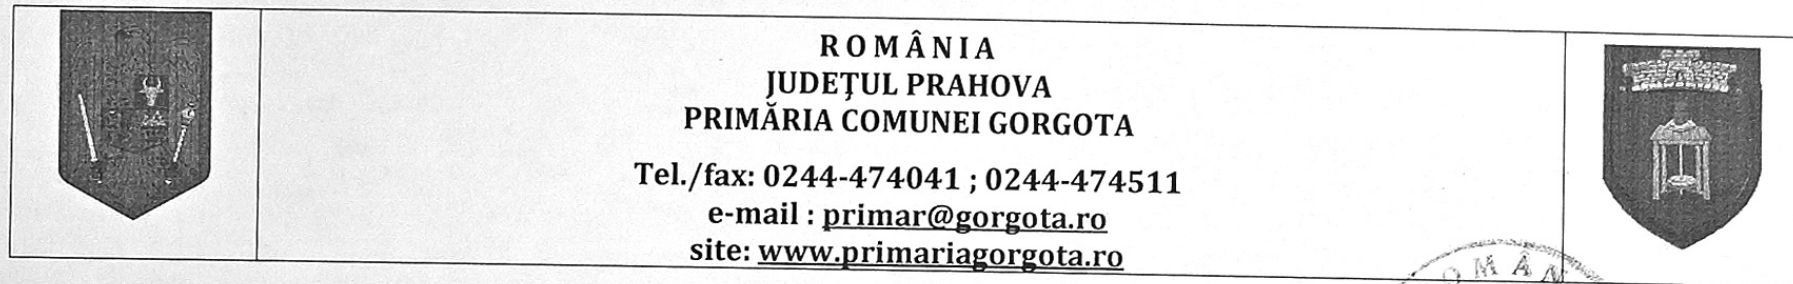 ROMÂNIA
JUDEŢUL PRAHOVA
PRIMĂRIA COMUNEI GORGOTA
Tel./fax: 0244-474041 ; 0244-474511
e-mail : primar@gorgota.ro
site: www.primariagorgota.ro